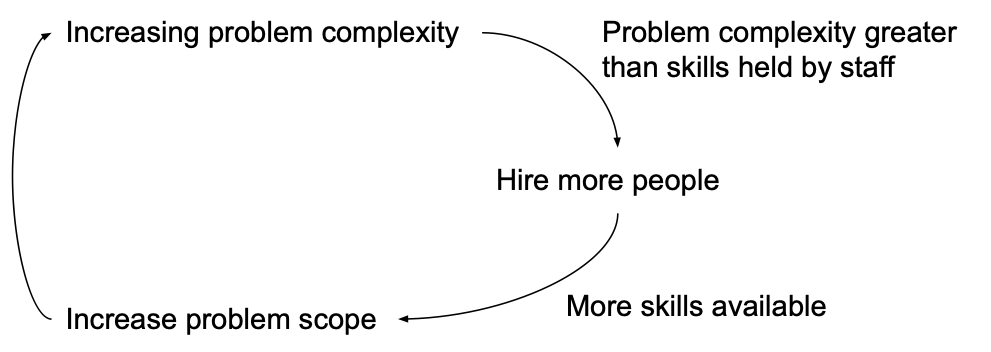 Increasing problem complexity
Problem complexity greater
than skills held by staff
Hire more people
More skills available
Increase problem scope